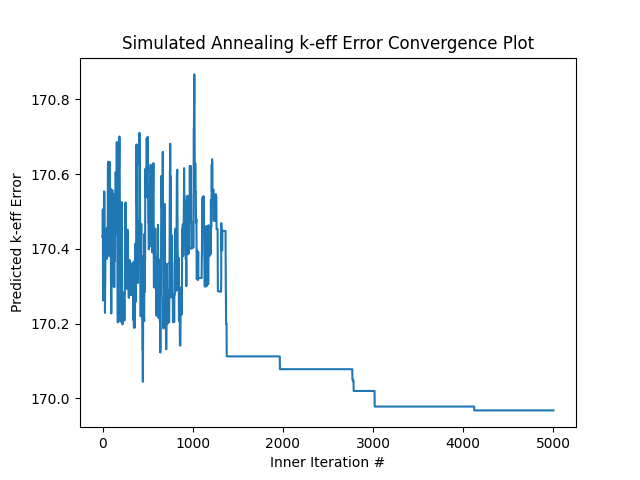 Simulated Annealing k-eff Error Convergence Plot
Predicted k-eff Error
170.8
170.6
170.4
170.2
170.0
0 1000 2000 3000 4000 5000
Inner Iteration #